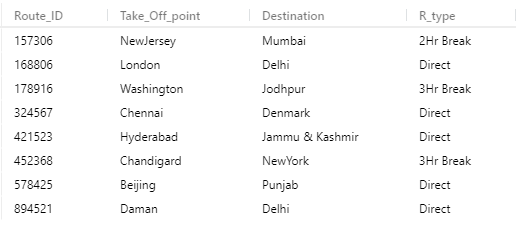 Route_ID Take_Off_point Destination R_type
157306 NewJersey Mumbai 2Hr Break
168806 London Delhi Direct
178916 Washington Jodhpur 3Hr Break
324567 Chennai Denmark Direct
421523 Hyderabad Jammu & Kashmir Direct
452368 Chandigard NewYork 3Hr Break
578425 Beijing Punjab Direct
894521 Daman Delhi Direct